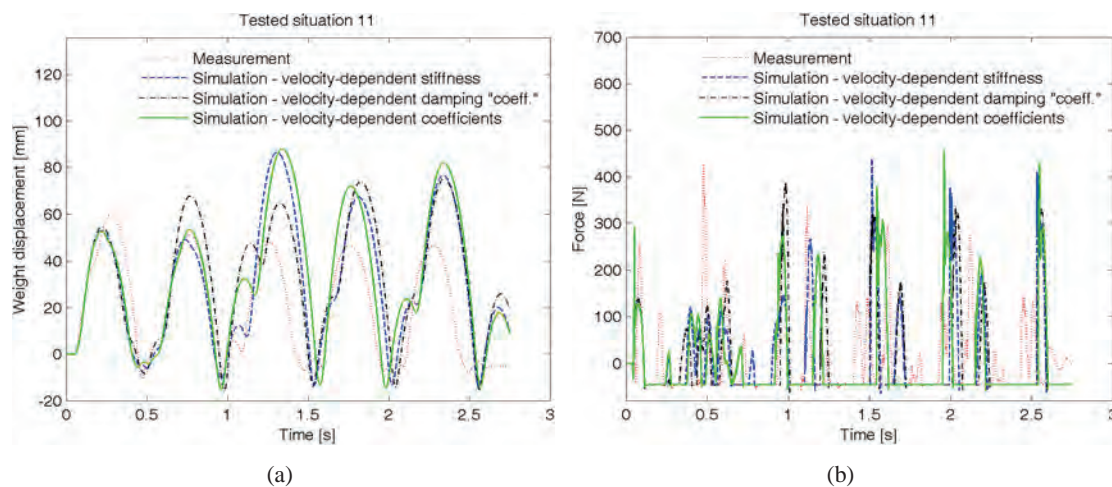 Tested situation 11
120
100
80
60
40
20
0
-20
Weight displacement [mm]
Measurement
Simulation - velocity-dependent stiffness
Simulation - velocity-dependent damping "coeff."
Simulation - velocity-dependent coefficients
0 0.5 1 1.5 2 2.5 3
Time [s]
(a)
Tested situation 11
700
600
500
400
300
200
100
0
Force [N]
Measurement
Simulation - velocity-dependent stiffness
Simulation - velocity-dependent damping "coeff."
Simulation - velocity-dependent coefficients
0 0.5 1 1.5 2 2.5 3
Time [s]
(b)